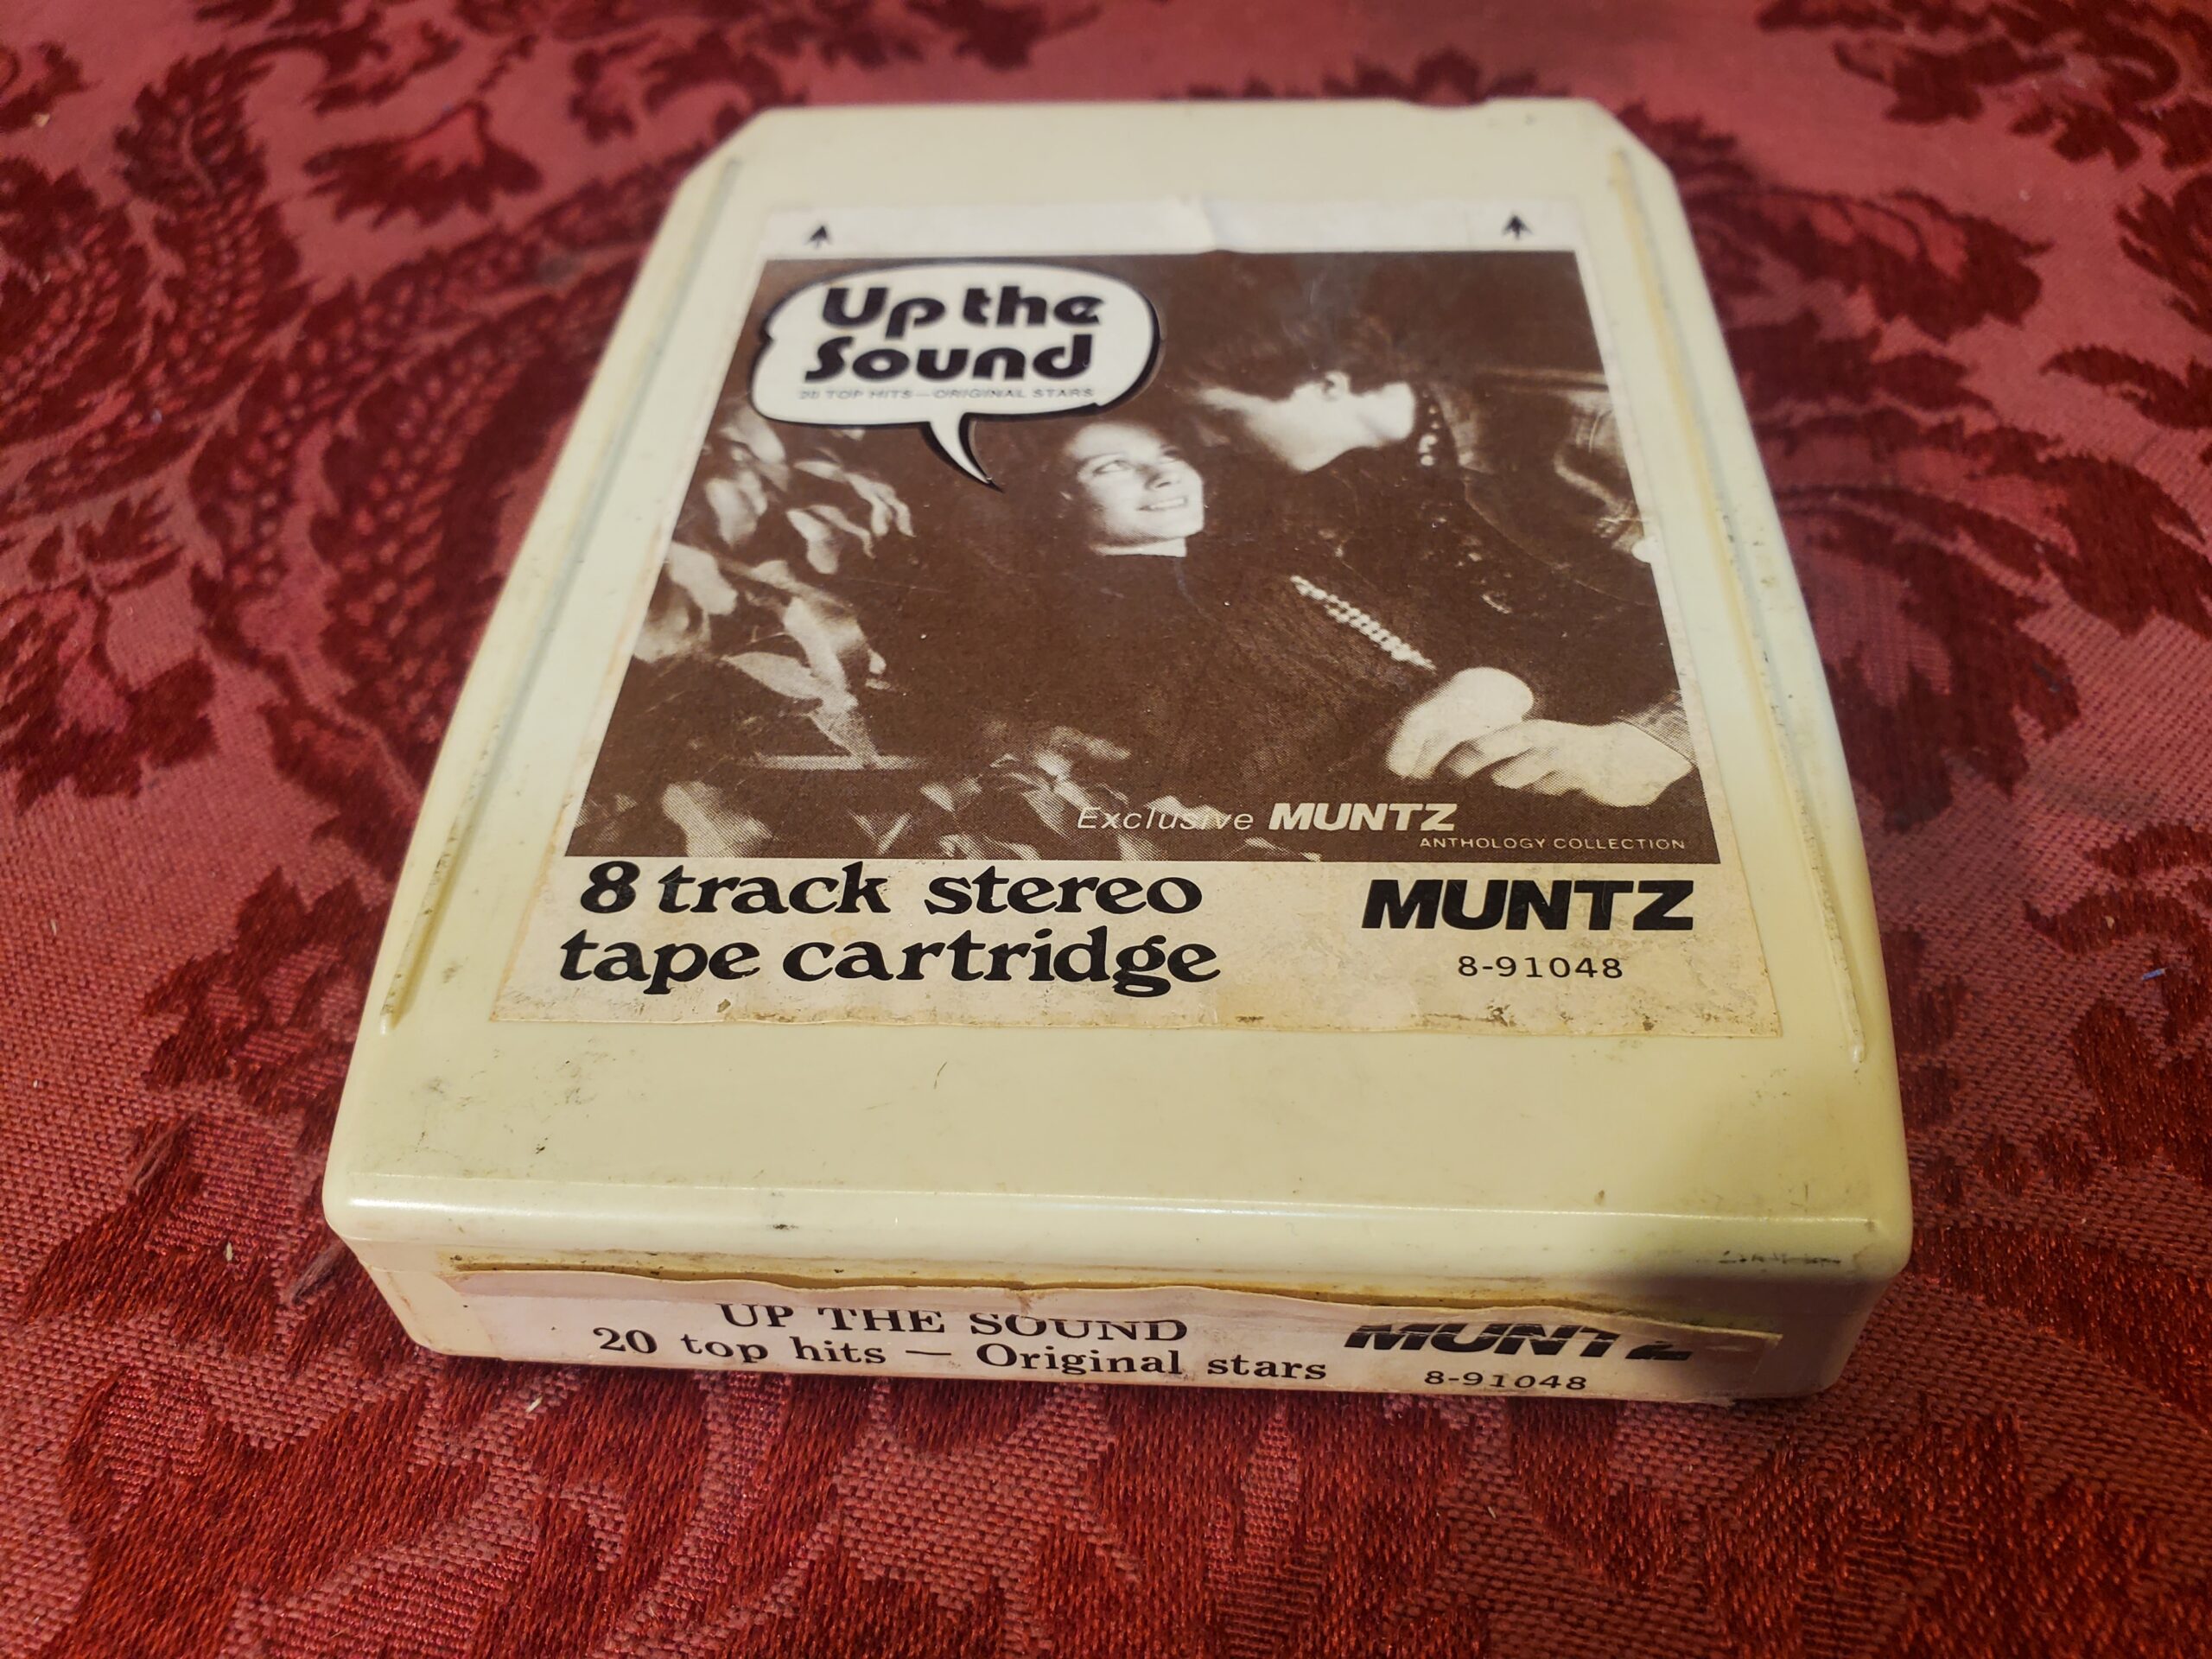 Up the
Sound
20 TOP HITS — ORIGINAL STARS
Exclusive MUNTZ
ANTHOLOGY COLLECTION
8 track stereo
tape cartridge
MUNTZ
8-91048
UP THE SOUND
20 top hits — Original stars
MUNTZ
8-91048